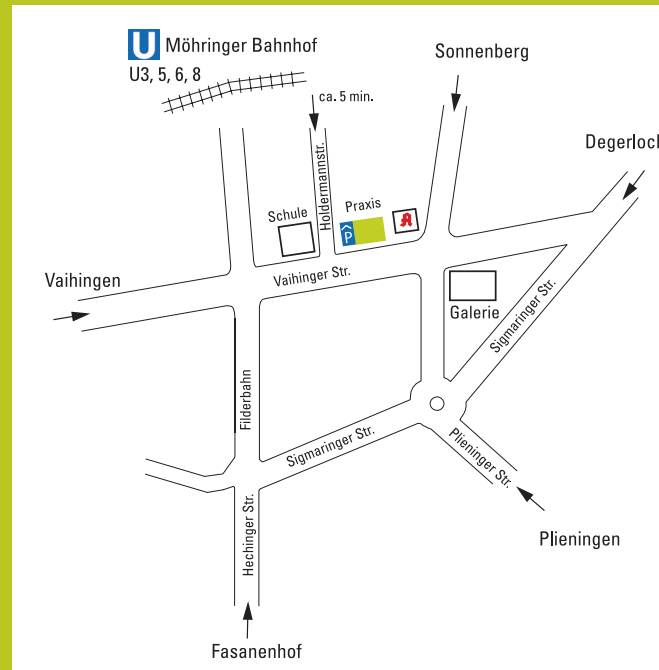 U Möhringer Bahnhof
U3, 5, 6, 8
Sonnenberg
ca. 5 min.
Degerloch
Holdermannstr.
Schule
Praxis
P
A
Vaihingen
Vaihinger Str.
Galerie
Sigmaringer Str.
Filderbahn
Sigmaringer Str.
Plieninger Str.
Hechinger Str.
Plieningen
Fasanenhof